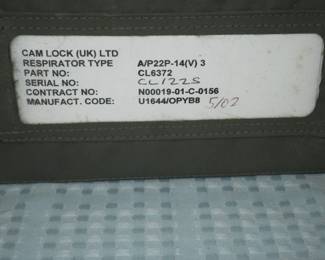 CAM LOCK (UK) LTD
RESPIRATOR TYPE A/P22P-14(V) 3
PART NO: CL6372
SERIAL NO: CL1225
CONTRACT NO: N00019-01-C-0156
MANUFACT. CODE: U1644/OPYB8 5/02